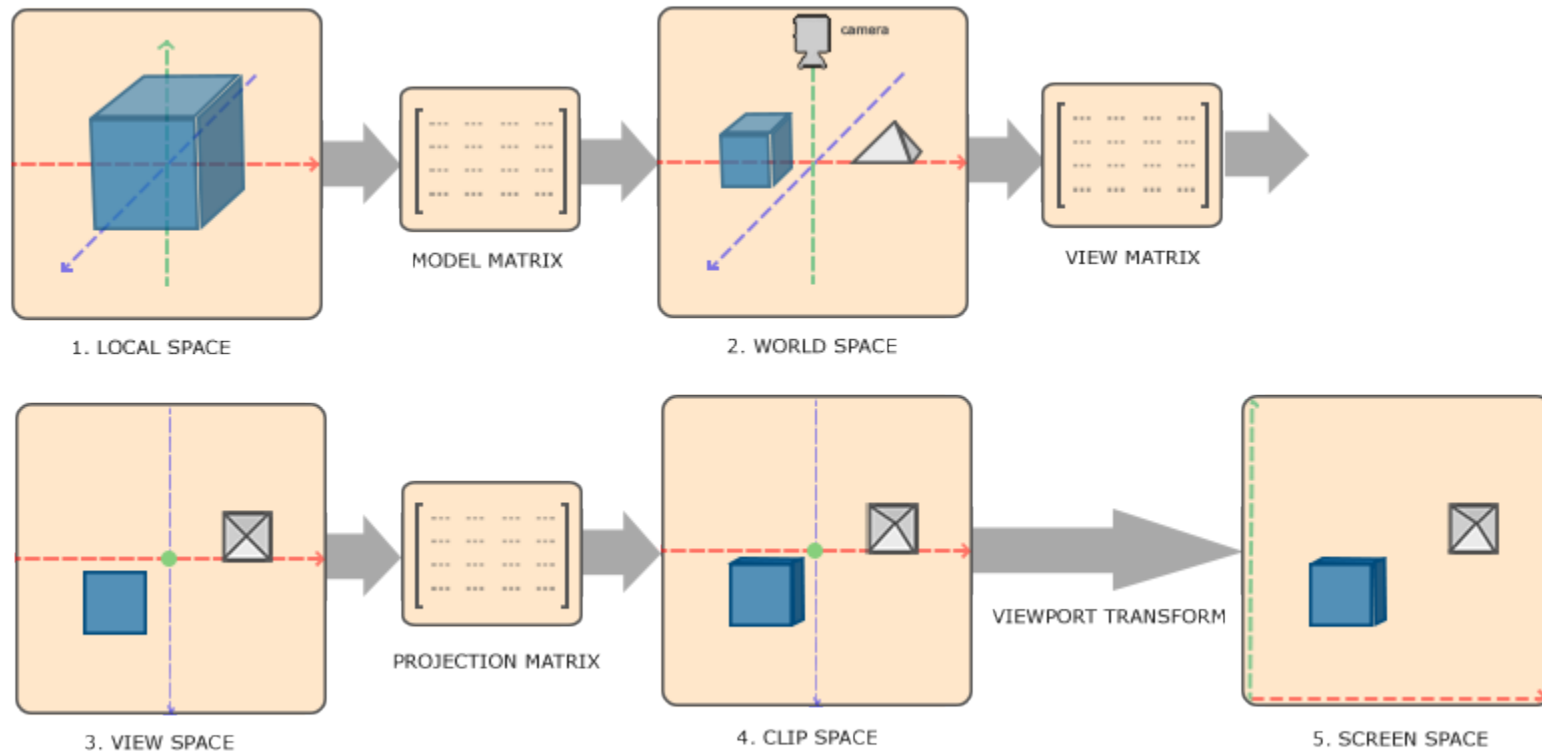 camera
MODEL MATRIX
VIEW MATRIX
1. LOCAL SPACE
2. WORLD SPACE
VIEWPORT TRANSFORM
PROJECTION MATRIX
3. VIEW SPACE
4. CLIP SPACE
5. SCREEN SPACE